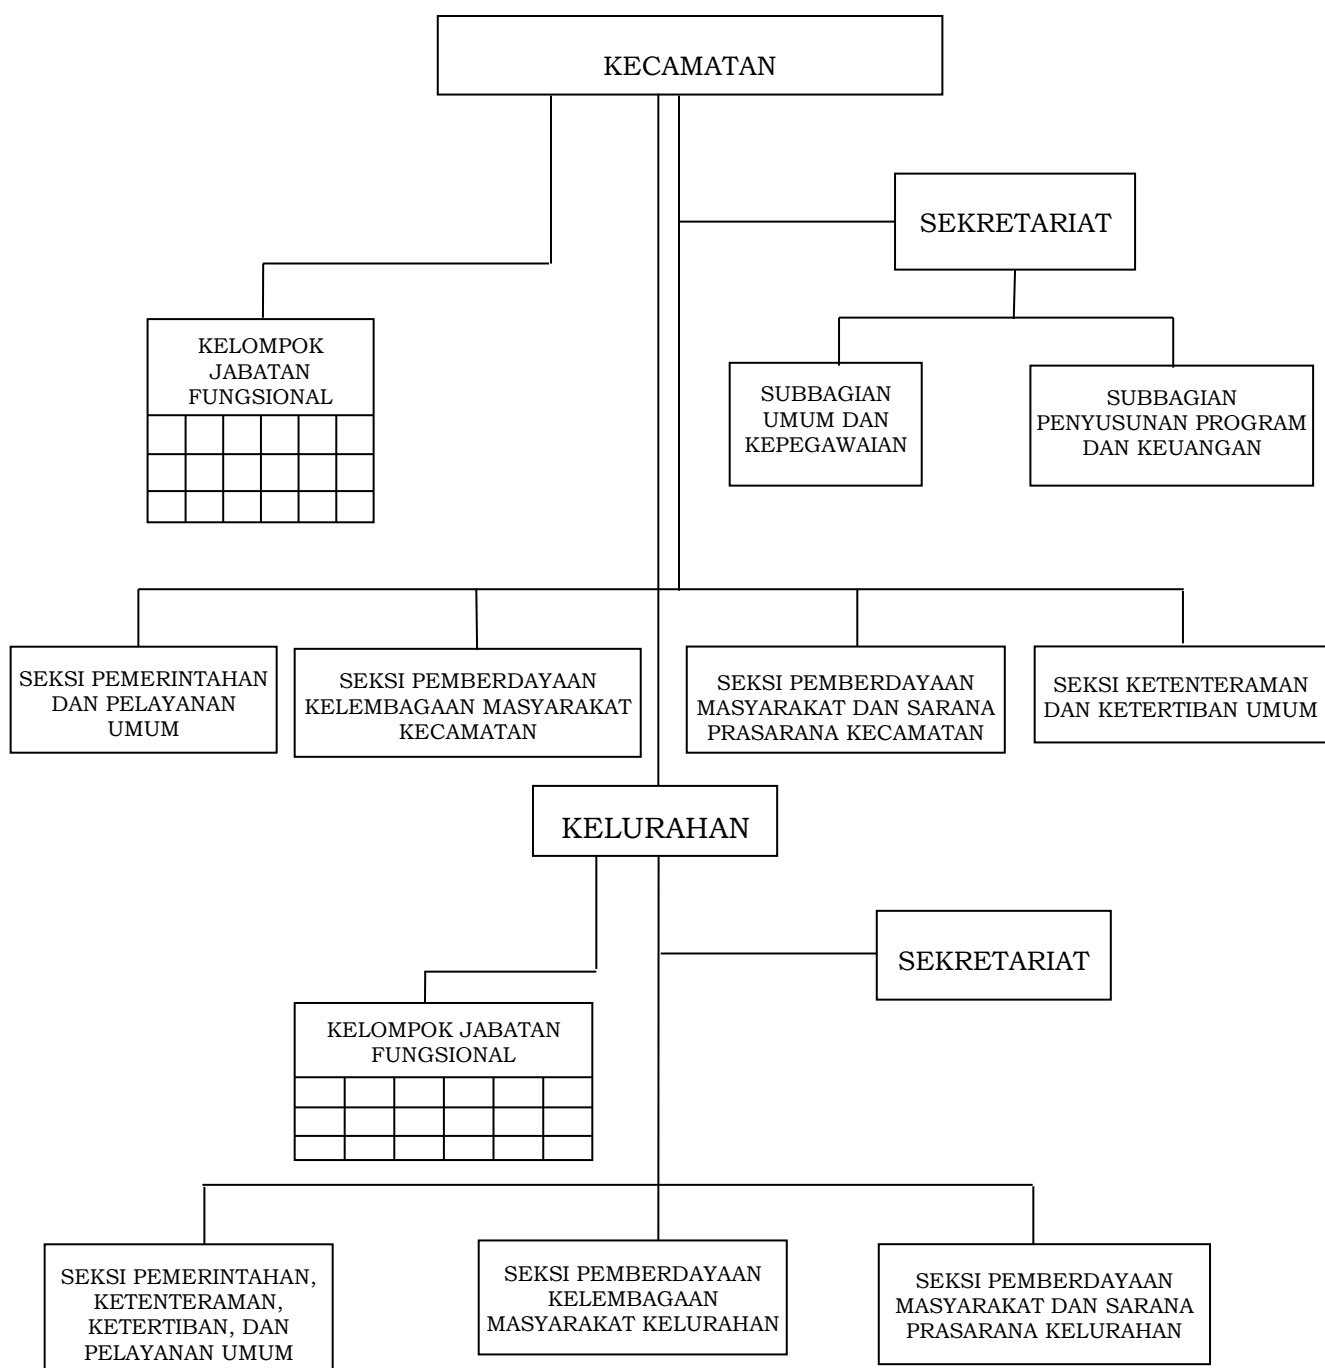 KECAMATAN
SEKRETARIAT
KELOMPOK
JABATAN
FUNGSIONAL
SUBBAGIAN
UMUM DAN
KEPEGAWAIAN
SUBBAGIAN
PENYUSUNAN PROGRAM
DAN KEUANGAN
SEKSI PEMERINTAHAN
DAN PELAYANAN
UMUM
SEKSI PEMBERDAYAAN
KELEMBAGAAN MASYARAKAT
KECAMATAN
SEKSI PEMBERDAYAAN
MASYARAKAT DAN SARANA
PRASARANA KECAMATAN
SEKSI KETENTERAMAN
DAN KETERTIBAN UMUM
KELURAHAN
SEKRETARIAT
KELOMPOK JABATAN
FUNGSIONAL
SEKSI PEMERINTAHAN,
KETENTERAMAN,
KETERTIBAN, DAN
PELAYANAN UMUM
SEKSI PEMBERDAYAAN
KELEMBAGAAN
MASYARAKAT KELURAHAN
SEKSI PEMBERDAYAAN
MASYARAKAT DAN SARANA
PRASARANA KELURAHAN